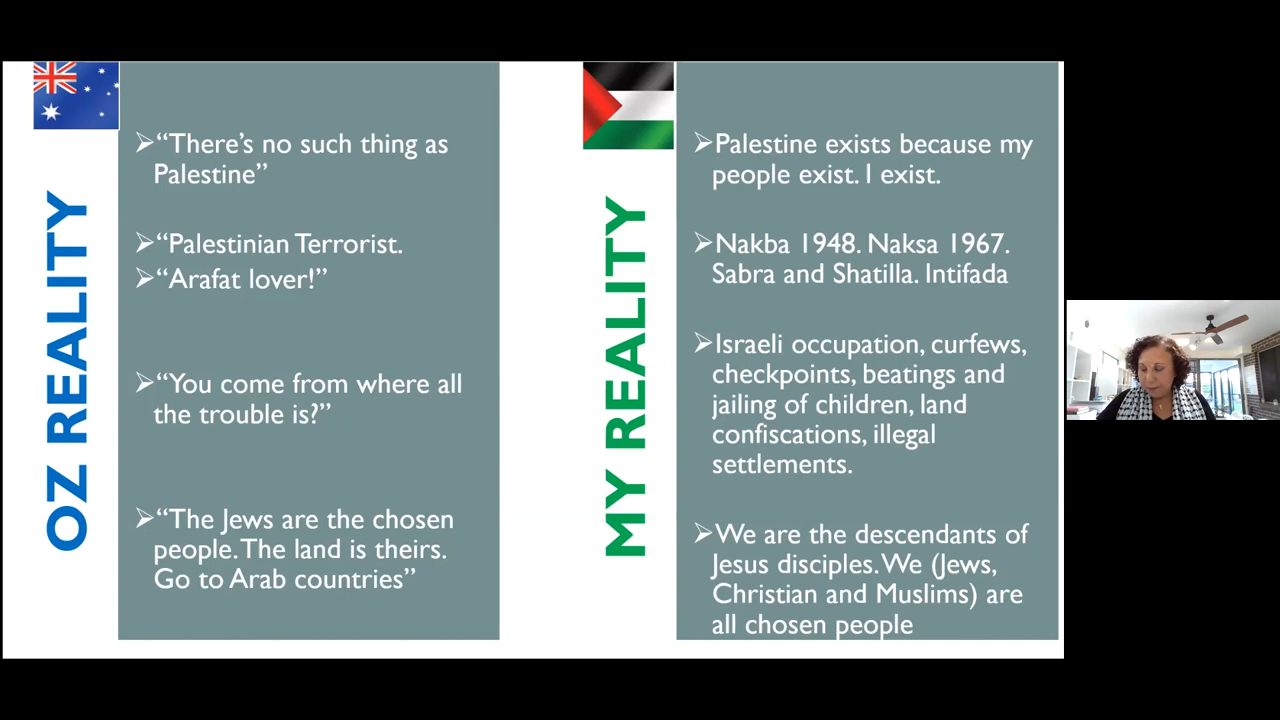 OZ REALITY
➢“There’s no such thing as
Palestine”
➢“Palestinian Terrorist.
➢“Arafat lover!”
➢“You come from where all
the trouble is?”
➢“The Jews are the chosen
people. The land is theirs.
Go to Arab countries”
MY REALITY
➢Palestine exists because my
people exist. I exist.
➢Nakba 1948. Naksa 1967.
Sabra and Shatilla. Intifada
➢Israeli occupation, curfews,
checkpoints, beatings and
jailing of children, land
confiscations, illegal
settlements.
➢We are the descendants of
Jesus disciples. We (Jews,
Christian and Muslims) are
all chosen people